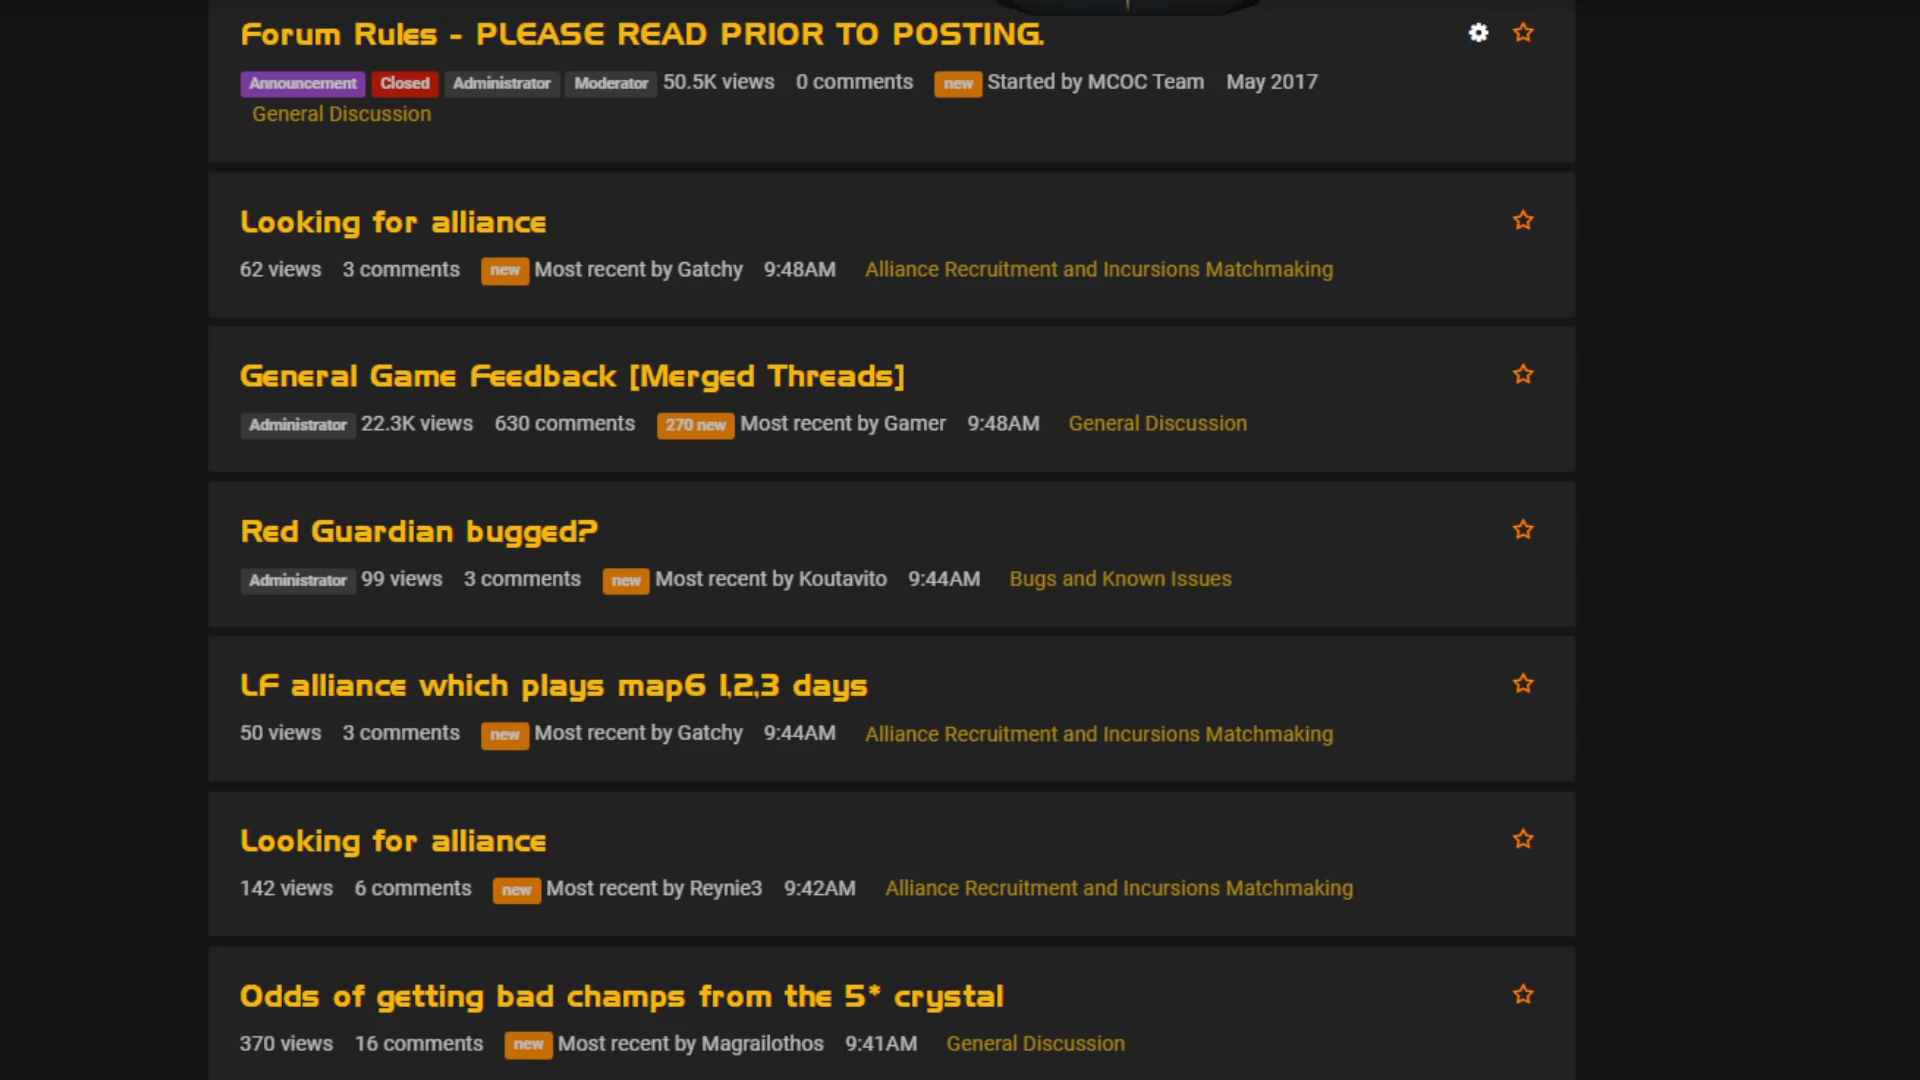 Forum Rules - PLEASE READ PRIOR TO POSTING.
Announcement Closed Administrator Moderator 50.5K views 0 comments new Started by MCOC Team May 2017
General Discussion
Looking for alliance
62 views 3 comments new Most recent by Gatchy 9:48AM Alliance Recruitment and Incursions Matchmaking
General Game Feedback [Merged Threads]
Administrator 22.3K views 630 comments 270 new Most recent by Gamer 9:48AM General Discussion
Red Guardian bugged?
Administrator 99 views 3 comments new Most recent by Koutavito 9:44AM Bugs and Known Issues
LF alliance which plays map6 1,2,3 days
50 views 3 comments new Most recent by Gatchy 9:44AM Alliance Recruitment and Incursions Matchmaking
Looking for alliance
142 views 6 comments new Most recent by Reynie3 9:42AM Alliance Recruitment and Incursions Matchmaking
Odds of getting bad champs from the 5* crystal
370 views 16 comments new Most recent by Magrailothos 9:41AM General Discussion